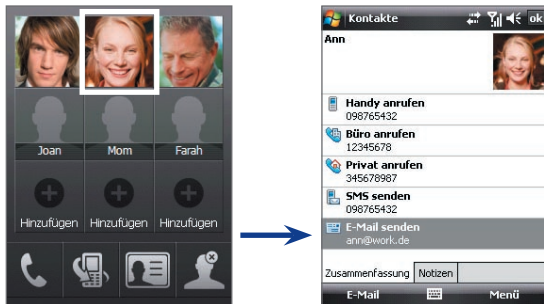 Joan Mom Farah
Hinzufügen Hinzufügen Hinzufügen
Kontakte ok
Ann
Handy anrufen
098765432
Büro anrufen
12345678
Privat anrufen
345678987
SMS senden
098765432
E-Mail senden
ann@work.de
Zusammenfassung Notizen
E-Mail Menü